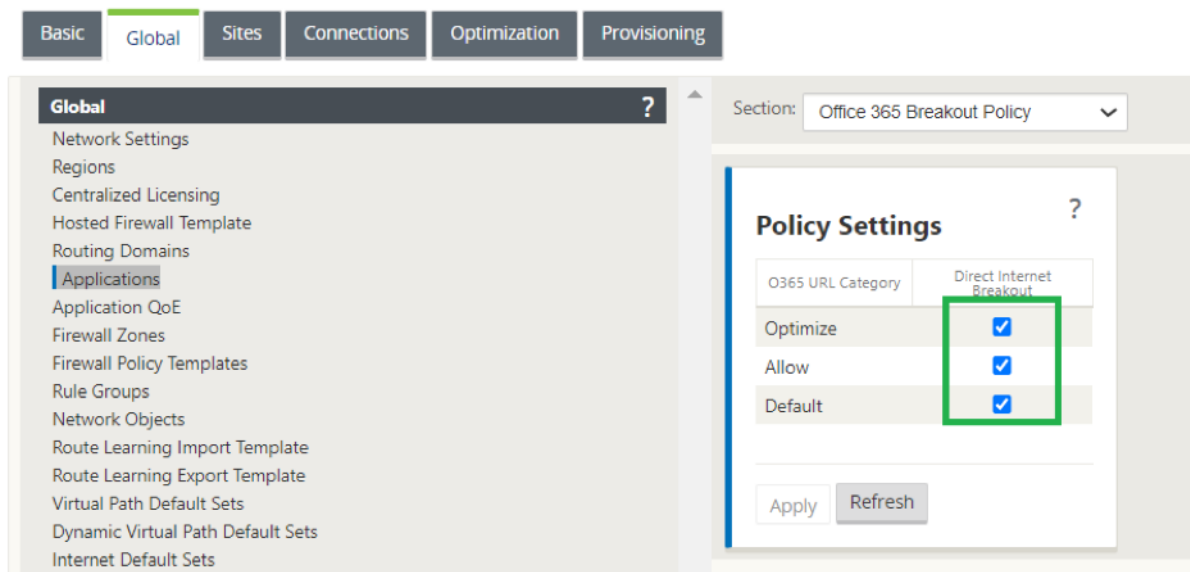 Basic
Global
Sites
Connections
Optimization
Provisioning
Global ?
Network Settings
Regions
Centralized Licensing
Hosted Firewall Template
Routing Domains
Applications
Application QoE
Firewall Zones
Firewall Policy Templates
Rule Groups
Network Objects
Route Learning Import Template
Route Learning Export Template
Virtual Path Default Sets
Dynamic Virtual Path Default Sets
Internet Default Sets
Section: Office 365 Breakout Policy
?
Policy Settings
O365 URL Category
Direct Internet
Breakout
Optimize
Allow
Default
Apply
Refresh